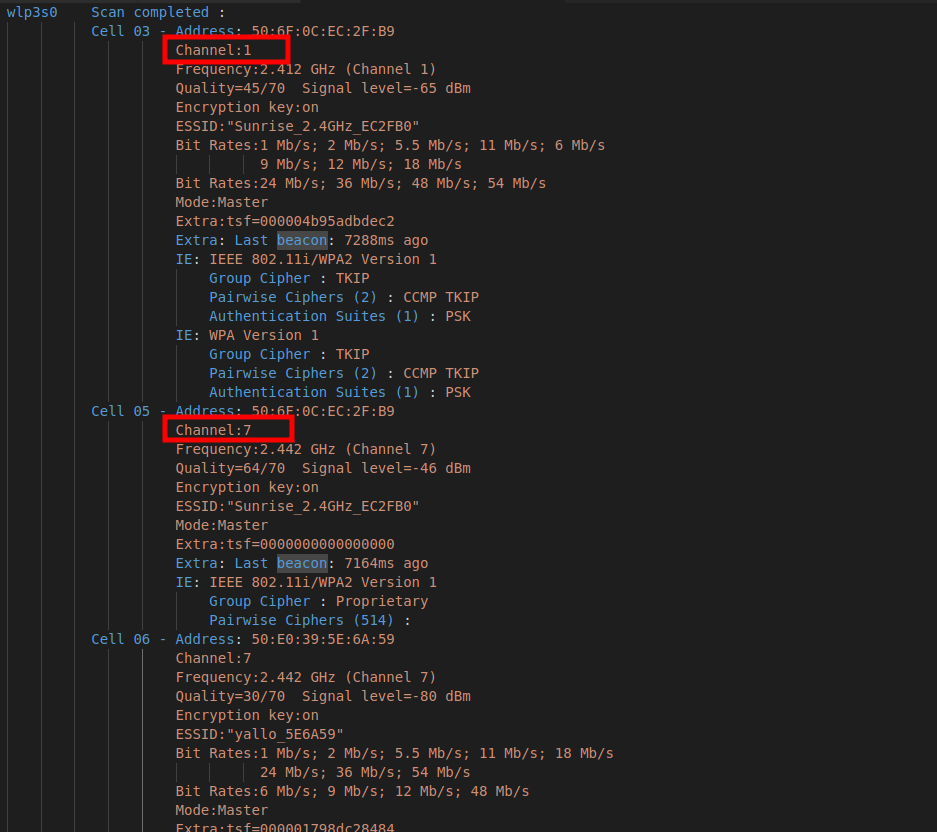 wlp3s0    Scan completed :
Cell 03 - Address: 50:6F:0C:EC:2F:B9
Channel:1
Frequency:2.412 GHz (Channel 1)
Quality=45/70  Signal level=-65 dBm
Encryption key:on
ESSID:"Sunrise_2.4GHz_EC2FB0"
Bit Rates:1 Mb/s; 2 Mb/s; 5.5 Mb/s; 11 Mb/s; 6 Mb/s
9 Mb/s; 12 Mb/s; 18 Mb/s
Bit Rates:24 Mb/s; 36 Mb/s; 48 Mb/s; 54 Mb/s
Mode:Master
Extra:tsf=000004b95adbdec2
Extra: Last beacon: 7288ms ago
IE: IEEE 802.11i/WPA2 Version 1
Group Cipher : TKIP
Pairwise Ciphers (2) : CCMP TKIP
Authentication Suites (1) : PSK
IE: WPA Version 1
Group Cipher : TKIP
Pairwise Ciphers (2) : CCMP TKIP
Authentication Suites (1) : PSK
Cell 05 - Address: 50:6F:0C:EC:2F:B9
Channel:7
Frequency:2.442 GHz (Channel 7)
Quality=64/70  Signal level=-46 dBm
Encryption key:on
ESSID:"Sunrise_2.4GHz_EC2FB0"
Mode:Master
Extra:tsf=0000000000000000
Extra: Last beacon: 7164ms ago
IE: IEEE 802.11i/WPA2 Version 1
Group Cipher : Proprietary
Pairwise Ciphers (514) :
Cell 06 - Address: 50:E0:39:5E:6A:59
Channel:7
Frequency:2.442 GHz (Channel 7)
Quality=30/70  Signal level=-80 dBm
Encryption key:on
ESSID:"yallo_5E6A59"
Bit Rates:1 Mb/s; 2 Mb/s; 5.5 Mb/s; 11 Mb/s; 18 Mb/s
24 Mb/s; 36 Mb/s; 54 Mb/s
Bit Rates:6 Mb/s; 9 Mb/s; 12 Mb/s; 48 Mb/s
Mode:Master
Extra:tsf=000001798dc28484